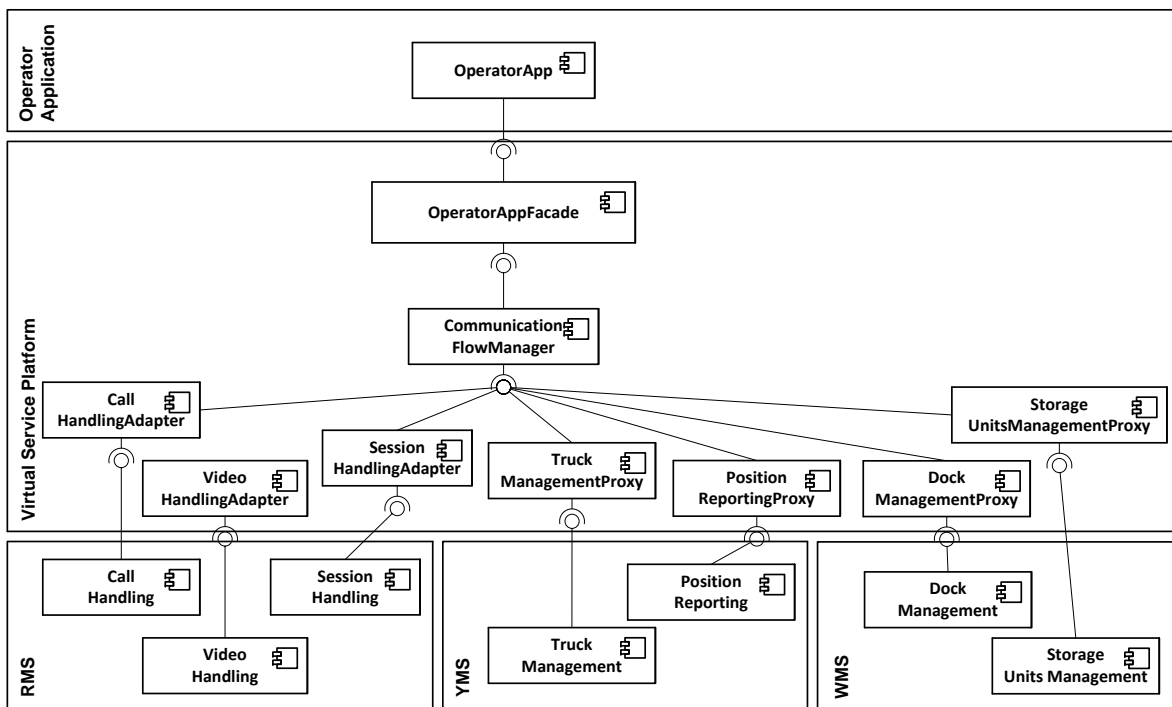 Operator
Application
OperatorApp
Virtual Service Platform
OperatorAppFacade
Communication
FlowManager
Call
HandlingAdapter
Video
HandlingAdapter
Session
HandlingAdapter
Truck
ManagementProxy
Position
ReportingProxy
Dock
ManagementProxy
Storage
UnitsManagementProxy
RMS
Call
Handling
Video
Handling
Session
Handling
YMS
Truck
Management
Position
Reporting
WMS
Dock
Management
Storage
Units Management